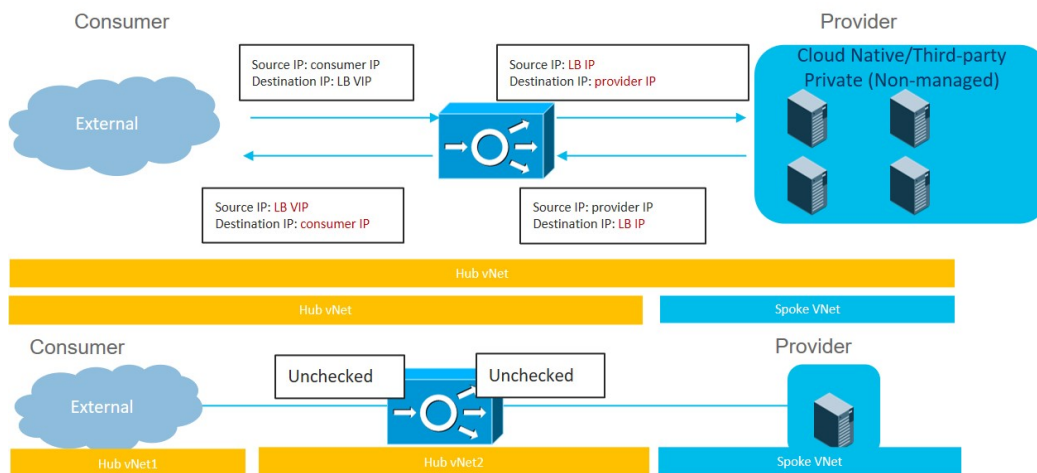 Consumer
Provider
Source IP: consumer IP
Destination IP: LB VIP
Source IP: LB IP
Destination IP: provider IP
Cloud Native/Third-party
Private (Non-managed)
External
Source IP: LB VIP
Destination IP: consumer IP
Source IP: provider IP
Destination IP: LB IP
Hub vNet
Hub vNet
Spoke VNet
Consumer
Provider
Unchecked
Unchecked
External
Hub vNet1
Hub vNet2
Spoke VNet